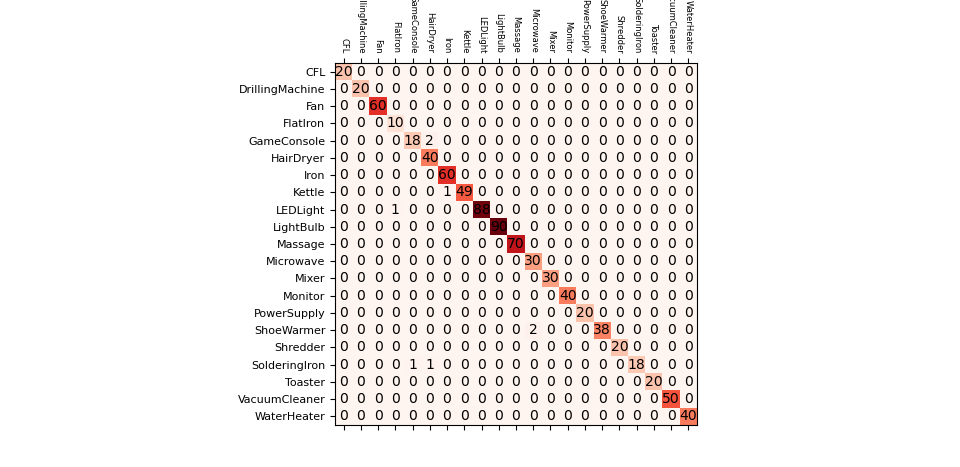 CFL
illingMachine
Fan
FlatIron
GameConsole
HairDryer
Iron
Kettle
LEDLight
LightBulb
Massage
Microwave
Mixer
Monitor
PowerSupply
ShoeWarmer
Shredder
SolderingIron
Toaster
uumCleaner
WaterHeater
CFL 20 0 0 0 0 0 0 0 0 0 0 0 0 0 0 0 0 0 0 0 0
DrillingMachine 0 20 0 0 0 0 0 0 0 0 0 0 0 0 0 0 0 0 0 0 0
Fan 0 0 60 0 0 0 0 0 0 0 0 0 0 0 0 0 0 0 0 0 0
FlatIron 0 0 0 10 0 0 0 0 0 0 0 0 0 0 0 0 0 0 0 0 0
GameConsole 0 0 0 0 18 2 0 0 0 0 0 0 0 0 0 0 0 0 0 0 0
HairDryer 0 0 0 0 0 40 0 0 0 0 0 0 0 0 0 0 0 0 0 0 0
Iron 0 0 0 0 0 0 60 0 0 0 0 0 0 0 0 0 0 0 0 0 0
Kettle 0 0 0 0 0 0 1 49 0 0 0 0 0 0 0 0 0 0 0 0 0
LEDLight 0 0 0 1 0 0 0 0 88 0 0 0 0 0 0 0 0 0 0 0 0
LightBulb 0 0 0 0 0 0 0 0 0 90 0 0 0 0 0 0 0 0 0 0 0
Massage 0 0 0 0 0 0 0 0 0 0 70 0 0 0 0 0 0 0 0 0 0
Microwave 0 0 0 0 0 0 0 0 0 0 0 30 0 0 0 0 0 0 0 0 0
Mixer 0 0 0 0 0 0 0 0 0 0 0 0 30 0 0 0 0 0 0 0 0
Monitor 0 0 0 0 0 0 0 0 0 0 0 0 0 40 0 0 0 0 0 0 0
PowerSupply 0 0 0 0 0 0 0 0 0 0 0 0 0 0 20 0 0 0 0 0 0
ShoeWarmer 0 0 0 0 0 0 0 0 0 0 0 2 0 0 0 38 0 0 0 0 0
Shredder 0 0 0 0 0 0 0 0 0 0 0 0 0 0 0 0 20 0 0 0 0
SolderingIron 0 0 0 0 1 1 0 0 0 0 0 0 0 0 0 0 0 18 0 0 0
Toaster 0 0 0 0 0 0 0 0 0 0 0 0 0 0 0 0 0 0 20 0 0
VacuumCleaner 0 0 0 0 0 0 0 0 0 0 0 0 0 0 0 0 0 0 0 50 0
WaterHeater 0 0 0 0 0 0 0 0 0 0 0 0 0 0 0 0 0 0 0 0 40